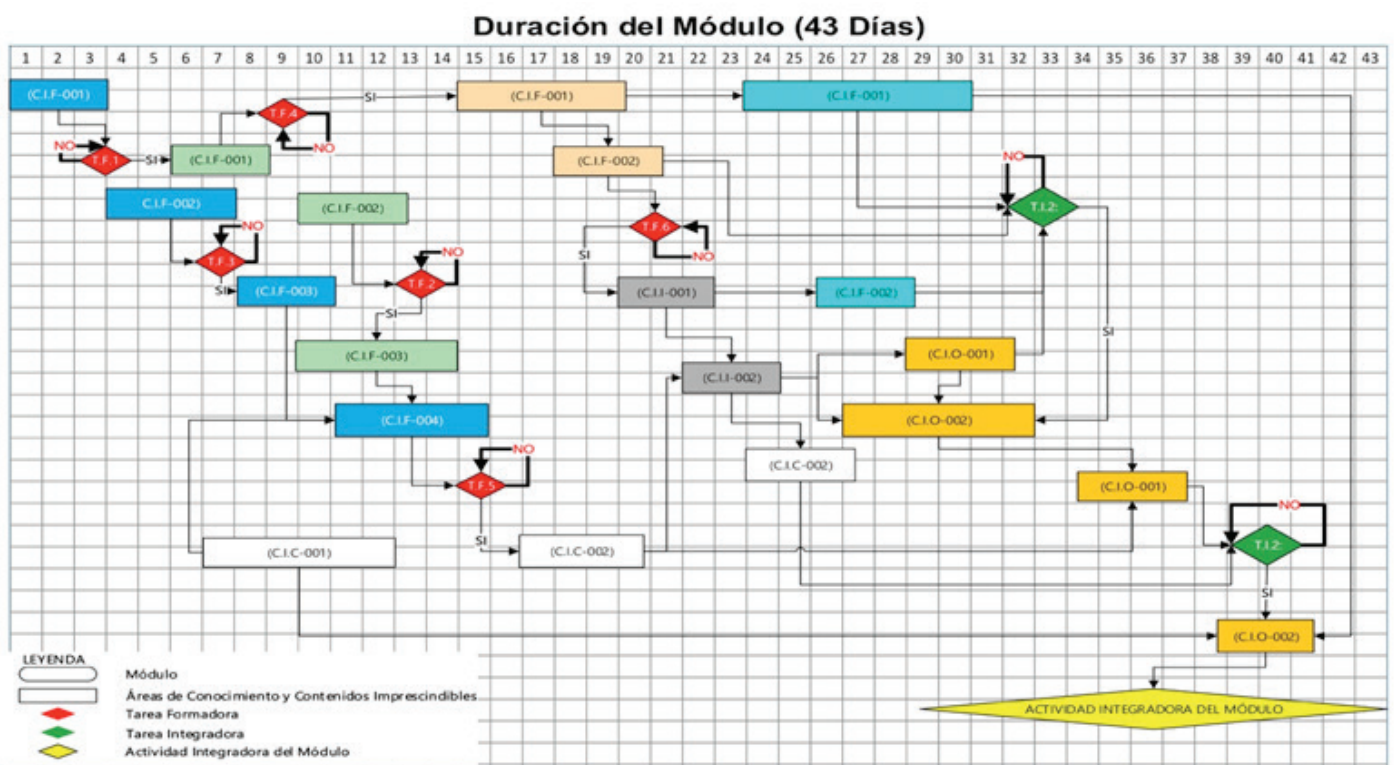 Duración del Módulo (43 Días)
1 2 3 4 5 6 7 8 9 10 11 12 13 14 15 16 17 18 19 20 21 22 23 24 25 26 27 28 29 30 31 32 33 34 35 36 37 38 39 40 41 42 43
(C.I.F-001) (C.I.F-001) (C.I.F-001)
SI
T.F.4
NO
NO
T.F.1 SI (C.I.F-001)
(C.I.F-002)
NO
C.I.F-002) (C.I.F-002)
T.I.2:
NO
T.F.6
T.F.3
NO
SI
NO
SI (C.I.F-003)
T.F.2
(C.I.I-001) (C.I.F-002)
SI
SI
(C.I.F-003) (C.I.O-001)
(C.I.I-002)
(C.I.F-004) (C.I.O-002)
NO
(C.I.C-002)
T.F.5
(C.I.O-001)
NO
SI
(C.I.C-001) (C.I.C-002)
T.I.2:
SI
(C.I.O-002)
LEYENDA
Módulo
Áreas de Conocimiento y Contenidos Imprescindibles
Tarea Formadora
Tarea Integradora
Actividad Integradora del Módulo
ACTIVIDAD INTEGRADORA DEL MÓDULO